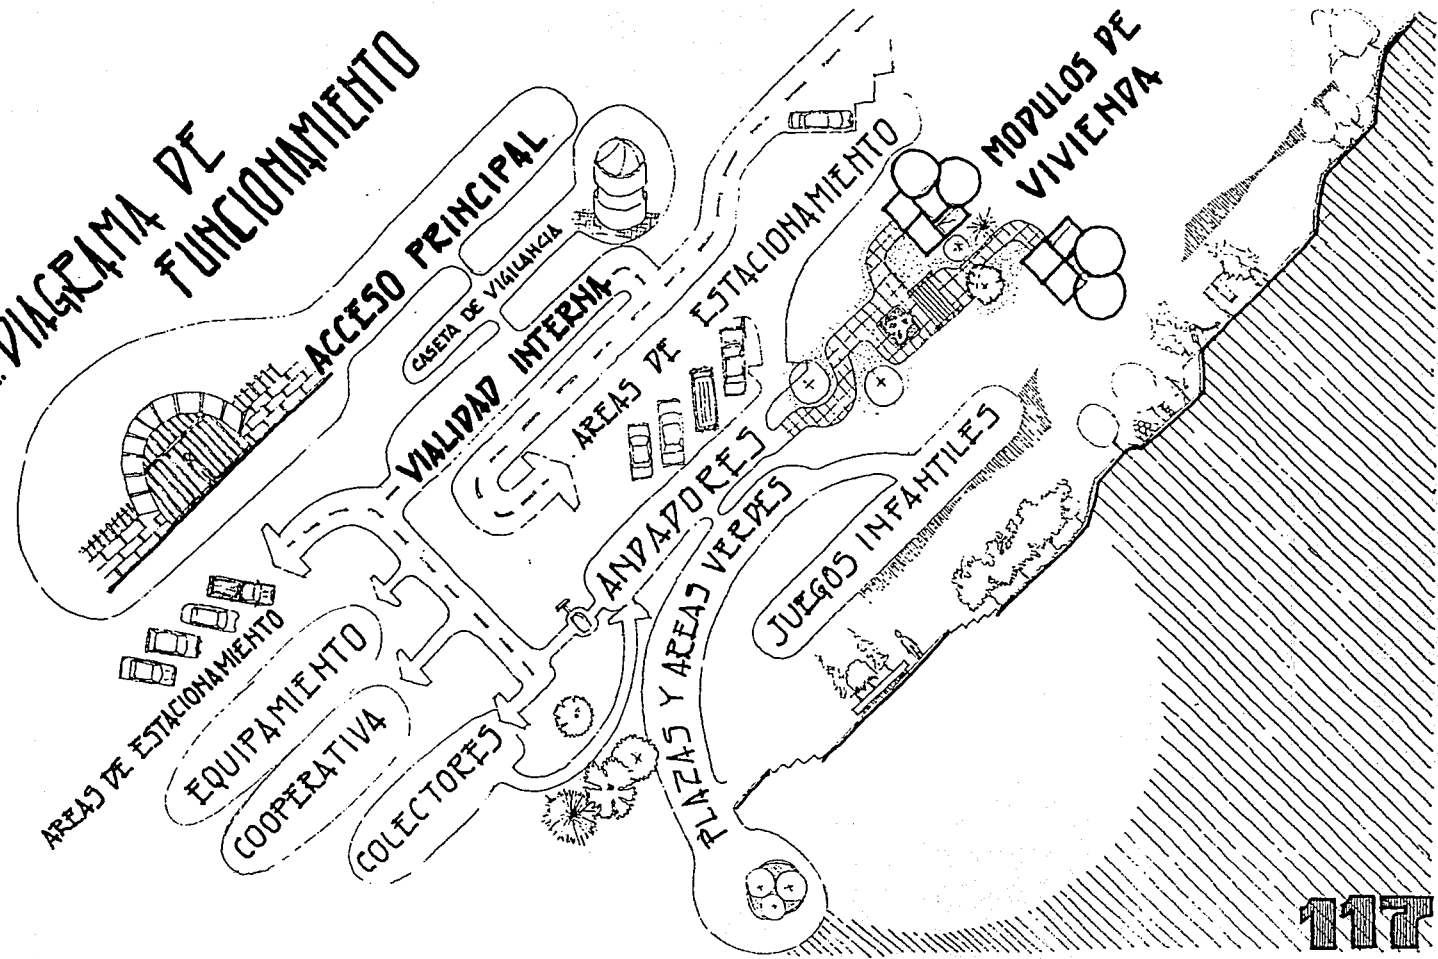 DIAGRAMA DE
FUNCIONAMIENTO
ACCESO PRINCIPAL
CASETA DE VIGILANCIA
VIALIDAD INTERNA
AREAS DE ESTACIONAMIENTO
MODULOS DE
VIVIENDA
ANDADORES
PLAZAS Y AREAS VERDES
JUEGOS INFANTILES
AREAS DE ESTACIONAMIENTO
EQUIPAMIENTO
COOPERATIVA
COLECTORES
117